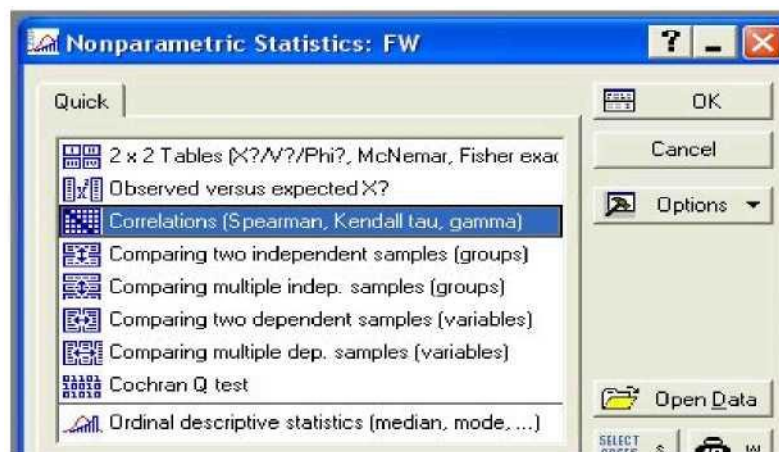 Nonparametric Statistics: FW
Quick
2 x 2 Tables (X?/V?/Phi?, McNemar, Fisher exac
Observed versus expected X?
Correlations (Spearman, Kendall tau, gamma)
Comparing two independent samples (groups)
Comparing multiple indep. samples (groups)
Comparing two dependent samples (variables)
Comparing multiple dep. samples (variables)
Cochran Q test
Ordinal descriptive statistics (median, mode, ...)
OK
Cancel
Options
Open Data
SELECT
S
W